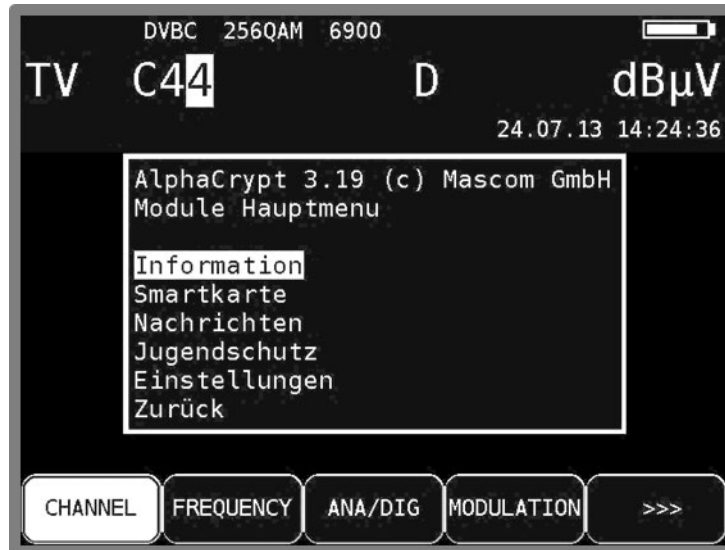 DVBC 256QAM 6900
TV C44 D dBµV
24.07.13 14:24:36
AlphaCrypt 3.19 (c) Mascom GmbH
Module Hauptmenu
Information
Smartkarte
Nachrichten
Jugendschutz
Einstellungen
Zurück
CHANNEL FREQUENCY ANA/DIG MODULATION >>>